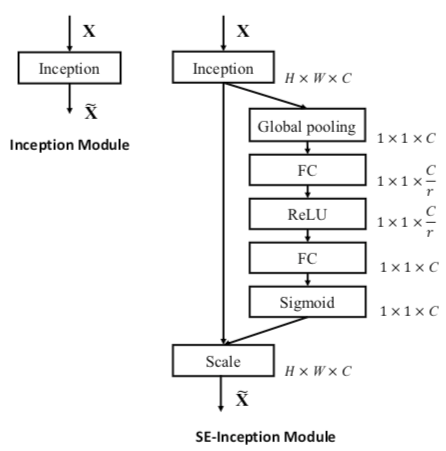 X
Inception
X̃
Inception Module
X
Inception
H × W × C
Global pooling
1 × 1 × C
FC
1 × 1 × C/r
ReLU
1 × 1 × C/r
FC
1 × 1 × C
Sigmoid
1 × 1 × C
Scale
H × W × C
X̃
SE-Inception Module